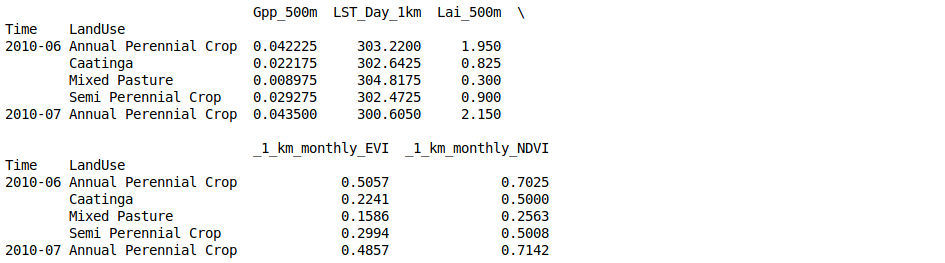 Gpp_500m  LST_Day_1km  Lai_500m  \
Time    LandUse
2010-06 Annual Perennial Crop  0.042225     303.2200     1.950
        Caatinga               0.022175     302.6425     0.825
        Mixed Pasture          0.008975     304.8175     0.300
        Semi Perennial Crop    0.029275     302.4725     0.900
2010-07 Annual Perennial Crop  0.043500     300.6050     2.150
                               _1_km_monthly_EVI  _1_km_monthly_NDVI
Time    LandUse
2010-06 Annual Perennial Crop             0.5057              0.7025
        Caatinga                          0.2241              0.5000
        Mixed Pasture                     0.1586              0.2563
        Semi Perennial Crop               0.2994              0.5008
2010-07 Annual Perennial Crop             0.4857              0.7142